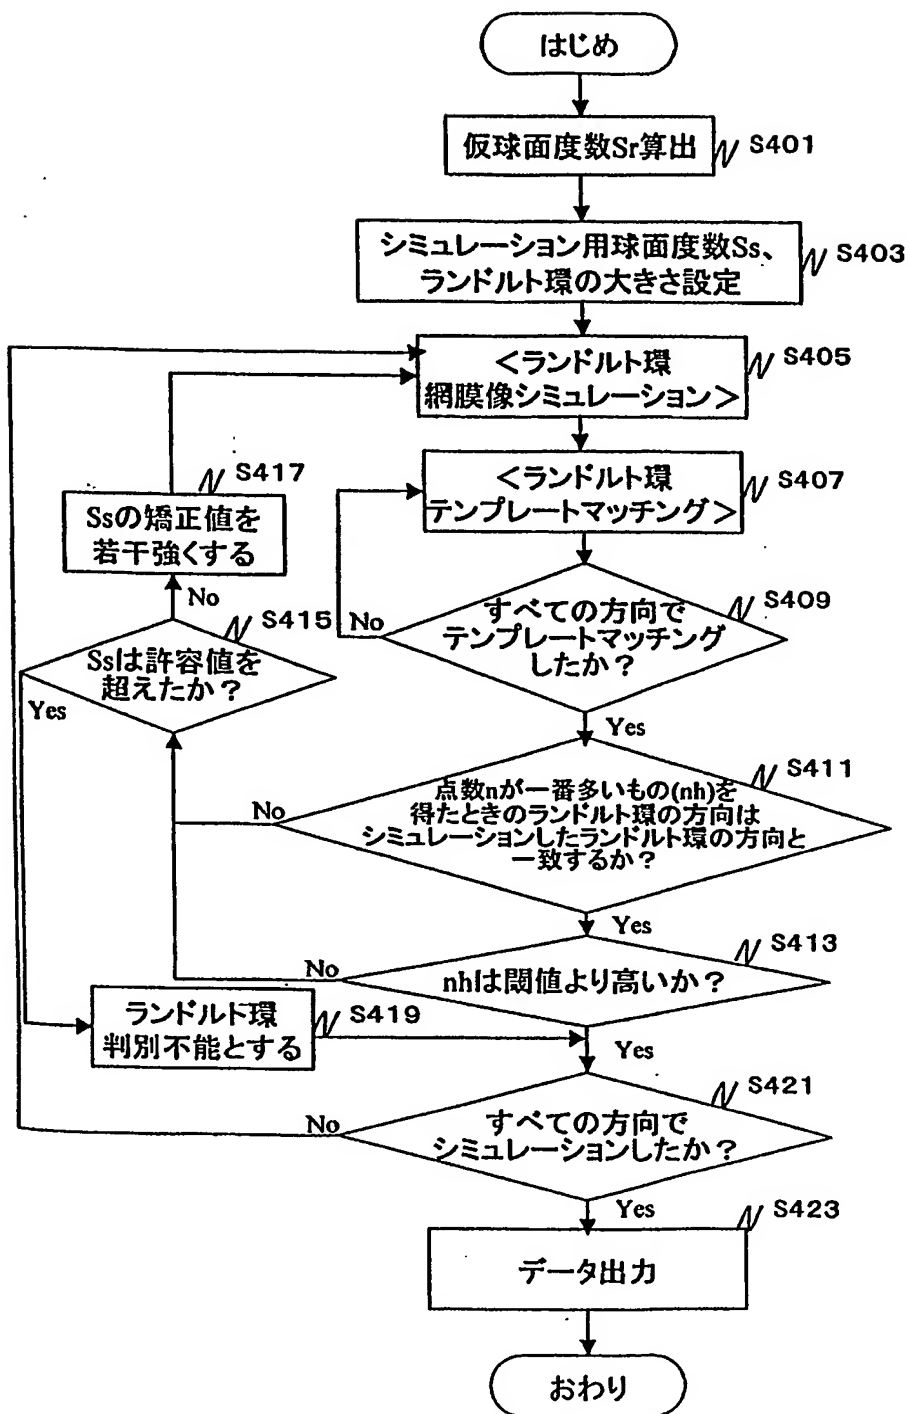 はじめ
仮球面度数Sr算出
S401
シミュレーション用球面度数Ss、
ランドルト環の大きさ設定
S403
<ランドルト環
網膜像シミュレーション>
S405
<ランドルト環
テンプレートマッチング>
S407
S417
Ssの矯正値を
若干強くする
No
すべての方向で
テンプレートマッチング
したか?
S409
No
S415
Ssは許容値を
超えたか?
Yes
Yes
点数nが一番多いもの(nh)を
得たときのランドルト環の方向は
シミュレーションしたランドルト環の方向と
一致するか?
S411
No
Yes
nhは閾値より高いか?
S413
No
ランドルト環
判別不能とする
S419
Yes
すべての方向で
シミュレーションしたか?
S421
No
Yes
データ出力
S423
おわり